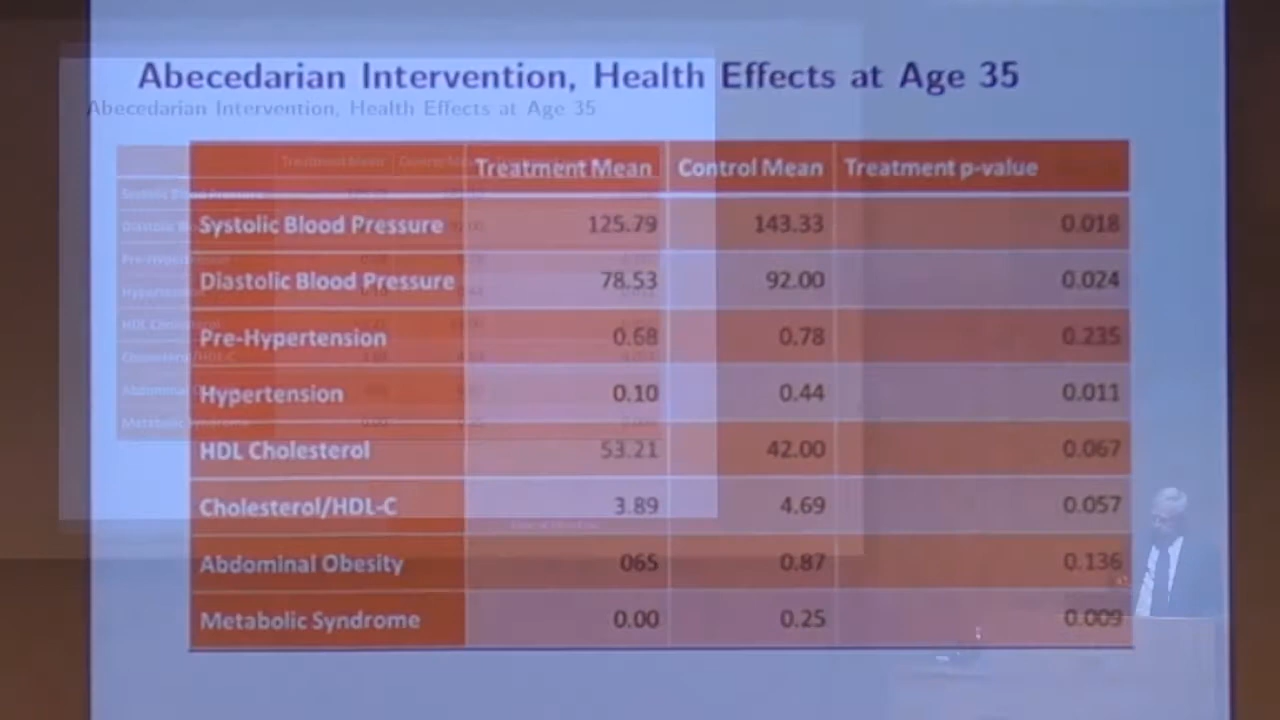 Abecedarian Intervention, Health Effects at Age 35
Abecedarian Intervention, Health Effects at Age 35
Treatment Mean Control Mean Treatment p-value
Systolic Blood Pressure 125.79 143.33 0.018
Diastolic Blood Pressure 78.53 92.00 0.024
Pre-Hypertension 0.68 0.78 0.235
Hypertension 0.10 0.44 0.011
HDL Cholesterol 53.21 42.00 0.067
Cholesterol/HDL-C 3.89 4.69 0.057
Abdominal Obesity 065 0.87 0.136
Metabolic Syndrome 0.00 0.25 0.009